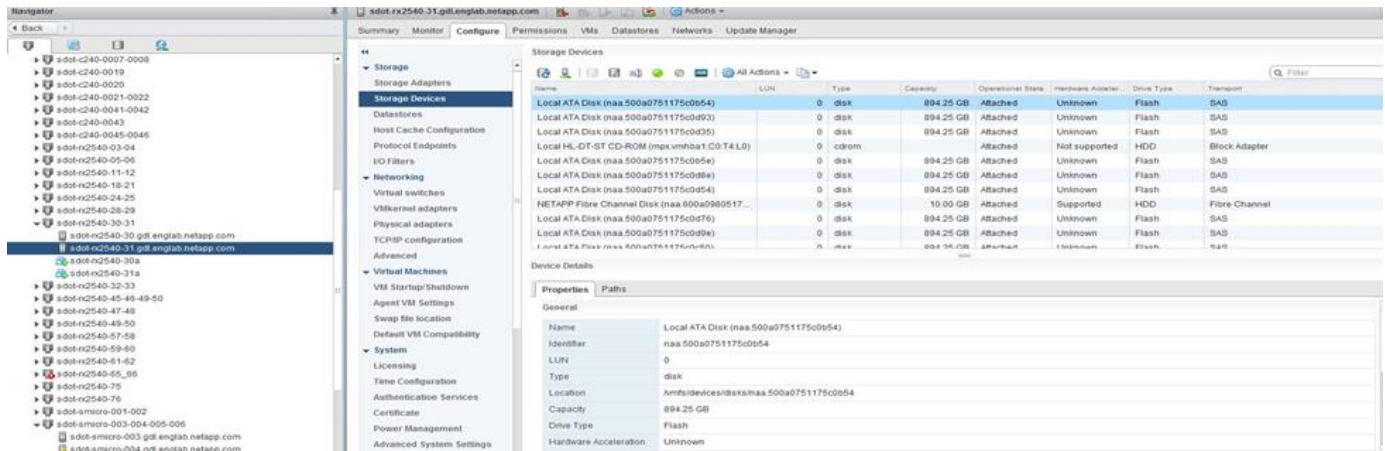 Navigator
sdot-rx2540-31.gdl.englab.netapp.com
Actions
Back
Summary Monitor Configure Permissions VMs Datastores Networks Update Manager
sdot-c240-0007-0008
sdot-c240-0019
sdot-c240-0020
sdot-c240-0021-0022
sdot-c240-0041-0042
sdot-c240-0043
sdot-c240-0045-0046
sdot-rx2540-03-04
sdot-rx2540-05-06
sdot-rx2540-11-12
sdot-rx2540-18-21
sdot-rx2540-24-25
sdot-rx2540-28-29
sdot-rx2540-30-31
sdot-rx2540-30.gdl.englab.netapp.com
sdot-rx2540-31.gdl.englab.netapp.com
sdot-rx2540-30a
sdot-rx2540-31a
sdot-rx2540-32-33
sdot-rx2540-45-46-49-50
sdot-rx2540-47-48
sdot-rx2540-49-50
sdot-rx2540-57-58
sdot-rx2540-59-60
sdot-rx2540-61-62
sdot-rx2540-65_66
sdot-rx2540-75
sdot-rx2540-76
sdot-smicro-001-002
sdot-smicro-003-004-005-006
sdot-smicro-003.gdl.englab.netapp.com
sdot-smicro-004.gdl.englab.netapp.com
Storage
Storage Adapters
Storage Devices
Datastores
Host Cache Configuration
Protocol Endpoints
I/O Filters
Networking
Virtual switches
VMkernel adapters
Physical adapters
TCP/IP configuration
Advanced
Virtual Machines
VM Startup/Shutdown
Agent VM Settings
Swap file location
Default VM Compatibility
System
Licensing
Time Configuration
Authentication Services
Certificate
Power Management
Advanced System Settings
Storage Devices
All Actions
Filter
Name LUN Type Capacity Operational State Hardware Acceler... Drive Type Transport
Local ATA Disk (naa.500a0751175c0b54) 0 disk 894.25 GB Attached Unknown Flash SAS
Local ATA Disk (naa.500a0751175c0d93) 0 disk 894.25 GB Attached Unknown Flash SAS
Local ATA Disk (naa.500a0751175c0d35) 0 disk 894.25 GB Attached Unknown Flash SAS
Local HL-DT-ST CD-ROM (mpx.vmhba1:C0:T4:L0) 0 cdrom Attached Not supported HDD Block Adapter
Local ATA Disk (naa.500a0751175c0b5e) 0 disk 894.25 GB Attached Unknown Flash SAS
Local ATA Disk (naa.500a0751175c0d8e) 0 disk 894.25 GB Attached Unknown Flash SAS
Local ATA Disk (naa.500a0751175c0d54) 0 disk 894.25 GB Attached Unknown Flash SAS
NETAPP Fibre Channel Disk (naa.600a0980517... 0 disk 10.00 GB Attached Supported HDD Fibre Channel
Local ATA Disk (naa.500a0751175c0d76) 0 disk 894.25 GB Attached Unknown Flash SAS
Local ATA Disk (naa.500a0751175c0d9e) 0 disk 894.25 GB Attached Unknown Flash SAS
Local ATA Disk 0 disk 894.25 GB Attached Unknown Flash SAS
Device Details
Properties Paths
General
Name Local ATA Disk (naa.500a0751175c0b54)
Identifier naa.500a0751175c0b54
LUN 0
Type disk
Location /vmfs/devices/disks/naa.500a0751175c0b54
Capacity 894.25 GB
Drive Type Flash
Hardware Acceleration Unknown